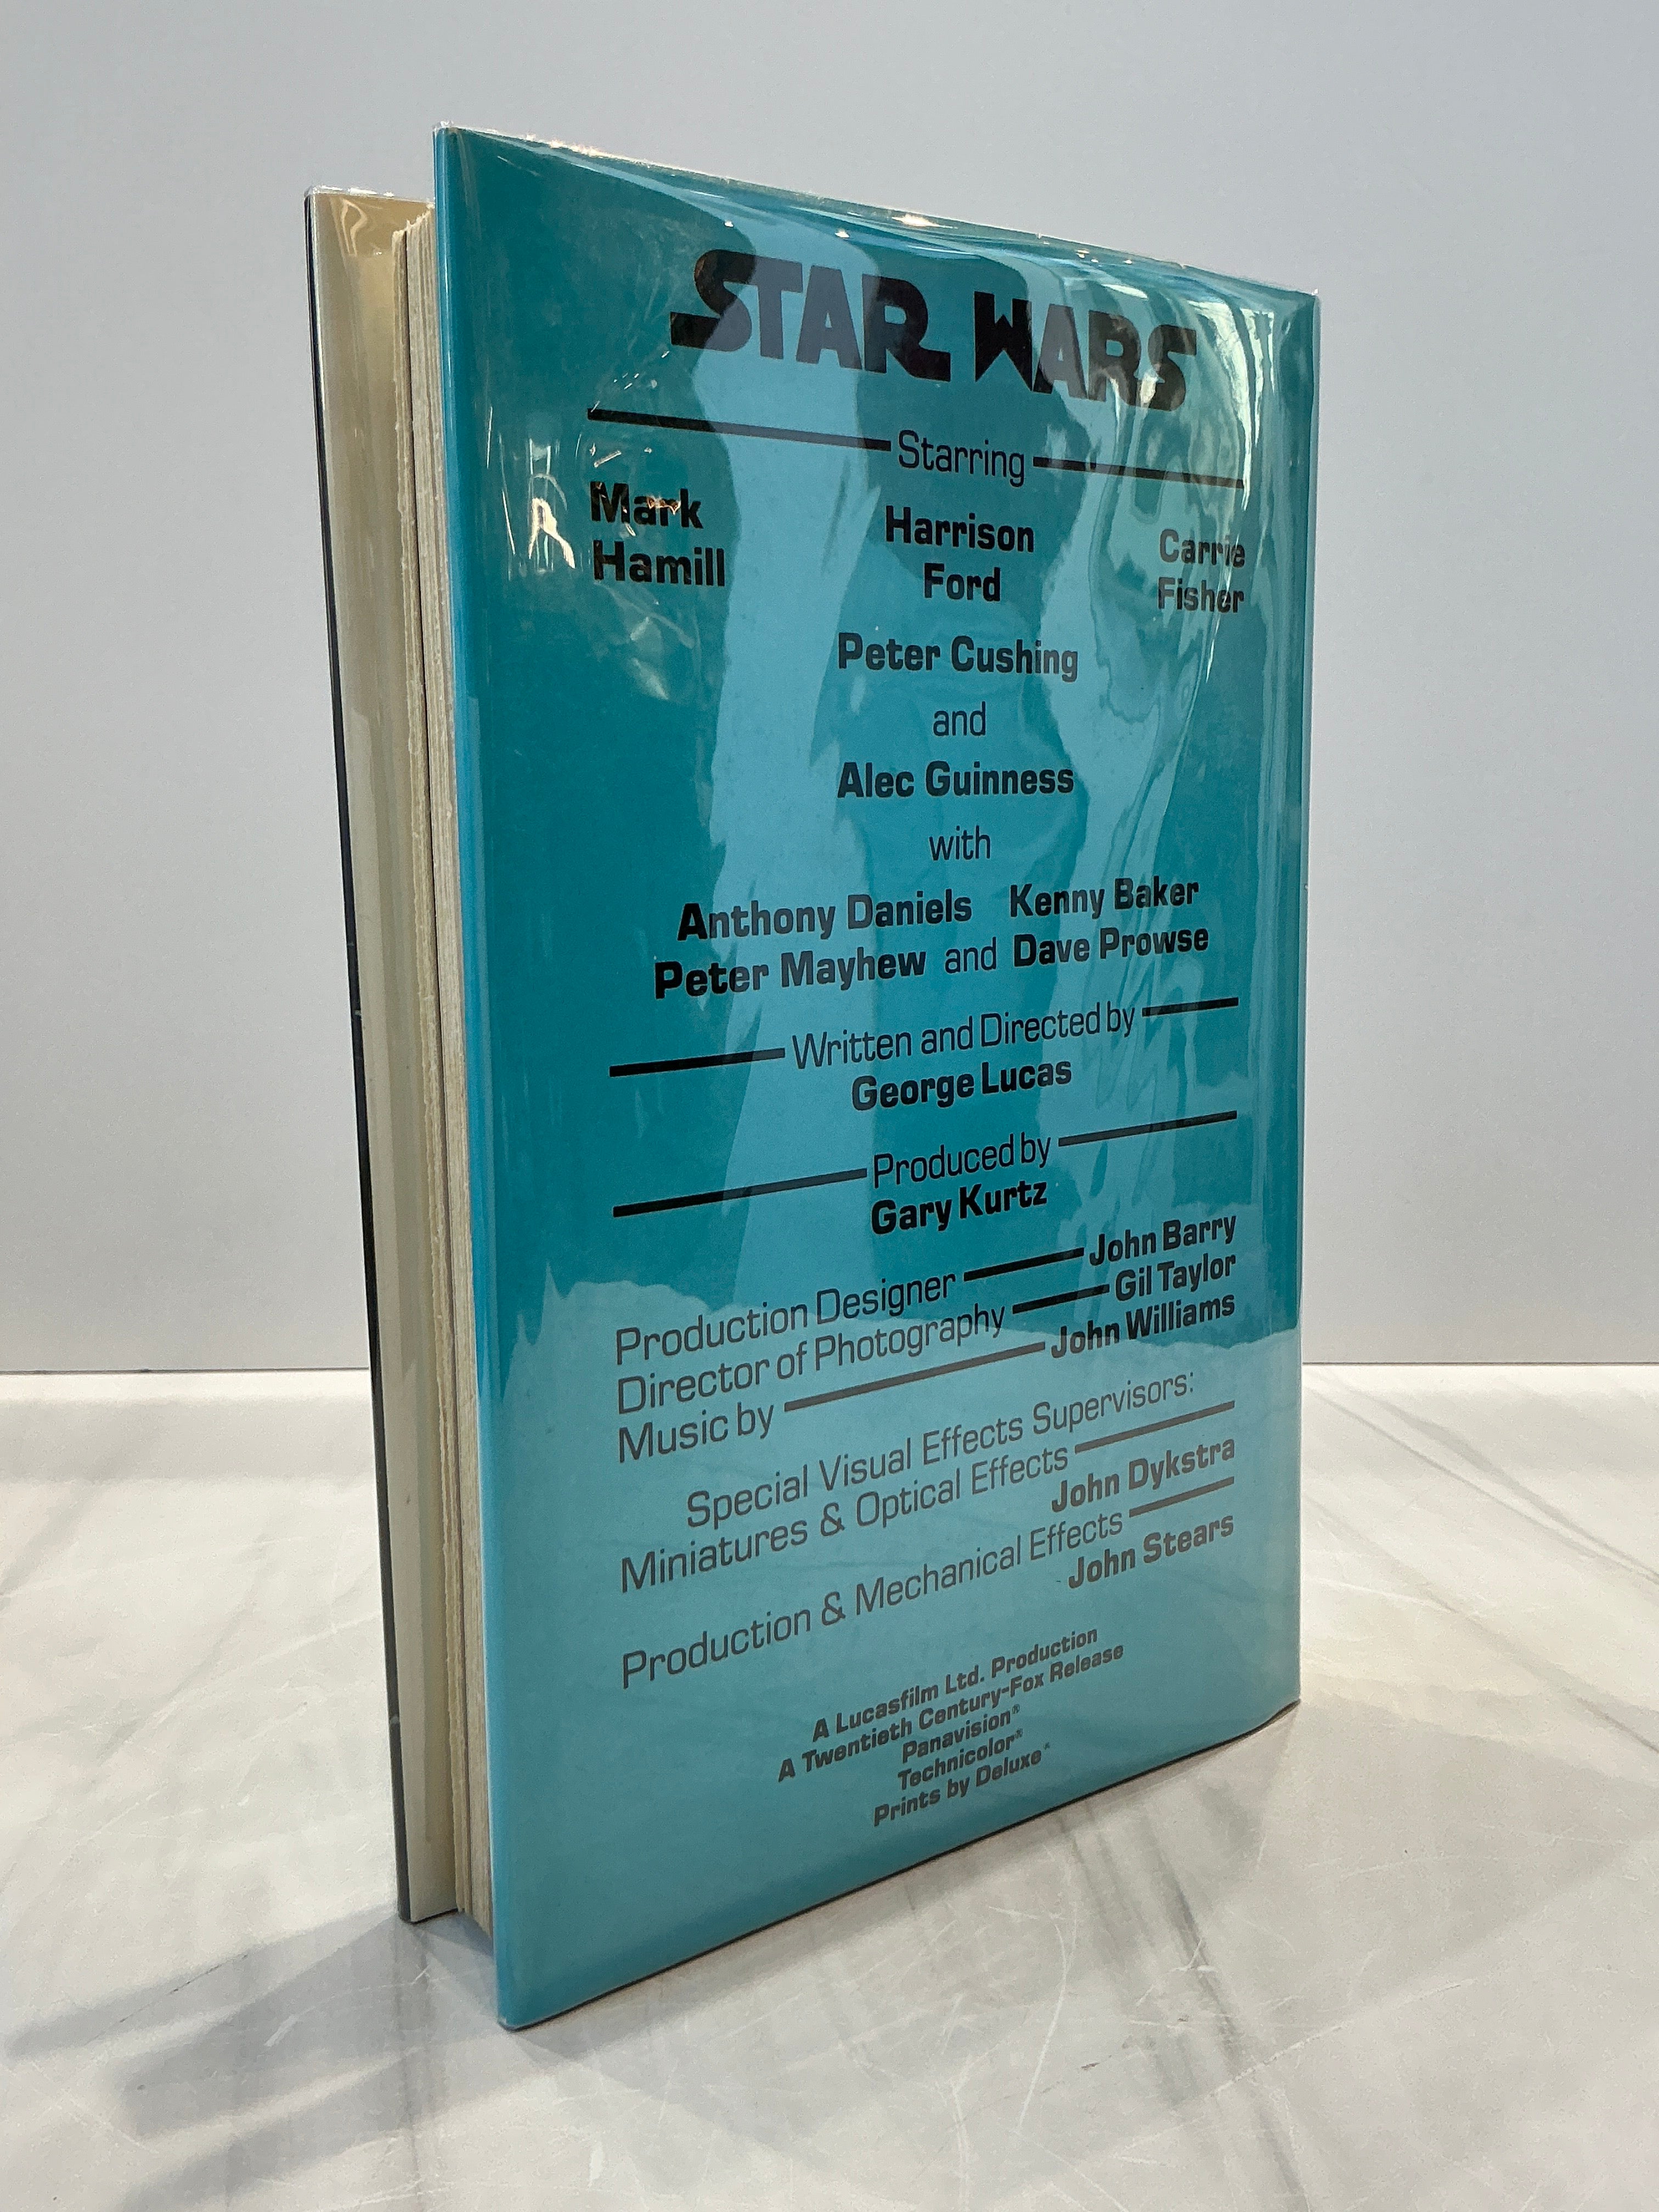 STAR WARS
Starring
Mark Hamill
Harrison Ford
Carrie Fisher
Peter Cushing
and
Alec Guinness
with
Anthony Daniels Kenny Baker
Peter Mayhew and Dave Prowse
Written and Directed by
George Lucas
Produced by
Gary Kurtz
Production Designer John Barry
Director of Photography Gil Taylor
Music by John Williams
Special Visual Effects Supervisors:
Miniatures & Optical Effects
John Dykstra
Production & Mechanical Effects
John Stears
A Lucasfilm Ltd. Production
A Twentieth Century-Fox Release
Panavision®
Technicolor®
Prints by Deluxe®